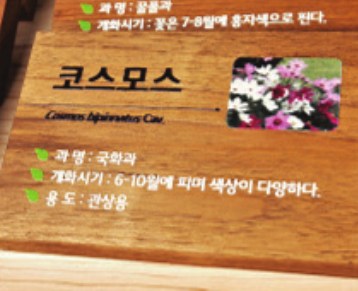 과 명 : 꿀풀과
개화시기 : 꽃은 7-8월에 홍자색으로 핀다.
코스모스
Cosmos bipinnatus Cav.
과 명 : 국화과
개화시기 : 6-10월에 피며 색상이 다양하다.
용 도 : 관상용